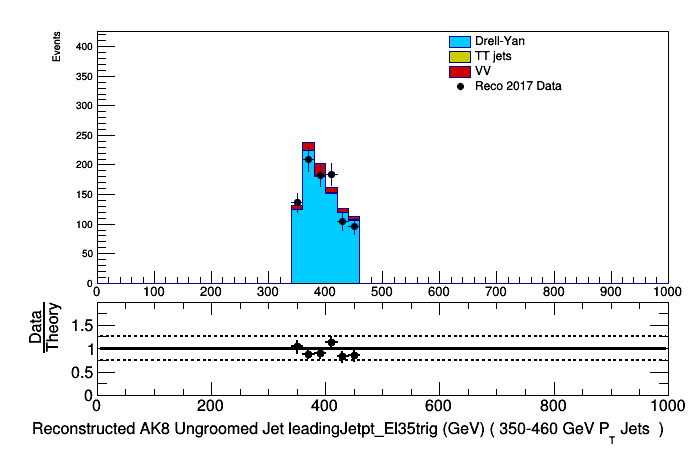 Events
400
350
300
250
200
150
100
50
0
Drell-Yan
TT jets
VV
Reco 2017 Data
0 100 200 300 400 500 600 700 800 900 1000
Data
Theory
1.5
1
0.5
0
0 200 400 600 800 1000
Reconstructed AK8 Ungroomed Jet leadingJetpt_El35trig (GeV) ( 350-460 GeV P_T Jets )